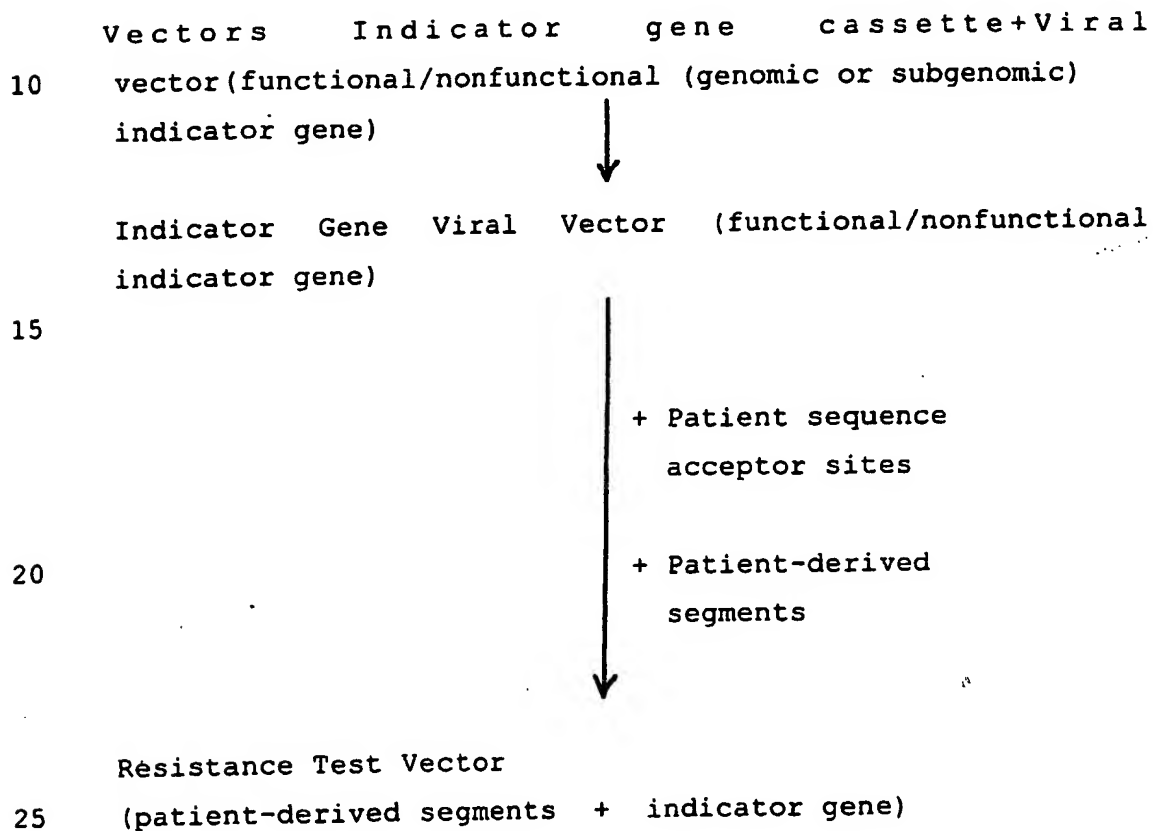 Vectors Indicator gene cassette+Viral
10 vector(functional/nonfunctional (genomic or subgenomic)
indicator gene)
Indicator Gene Viral Vector (functional/nonfunctional
indicator gene)
15
+ Patient sequence
acceptor sites
20 + Patient-derived
segments
Resistance Test Vector
25 (patient-derived segments + indicator gene)